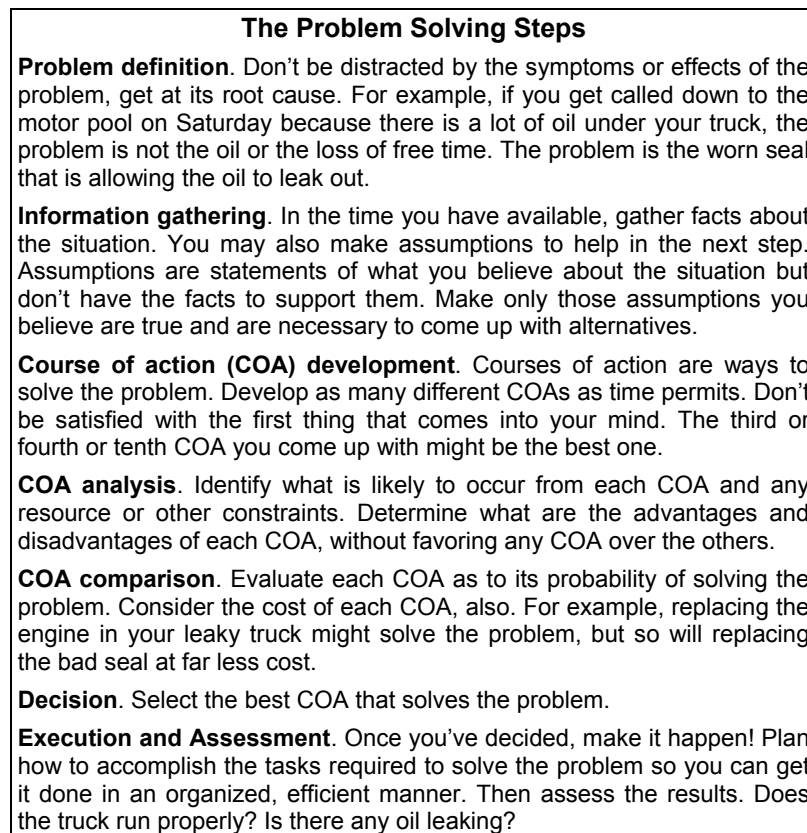 The Problem Solving Steps
Problem definition. Don't be distracted by the symptoms or effects of the
problem, get at its root cause. For example, if you get called down to the
motor pool on Saturday because there is a lot of oil under your truck, the
problem is not the oil or the loss of free time. The problem is the worn seal
that is allowing the oil to leak out.
Information gathering. In the time you have available, gather facts about
the situation. You may also make assumptions to help in the next step.
Assumptions are statements of what you believe about the situation but
don't have the facts to support them. Make only those assumptions you
believe are true and are necessary to come up with alternatives.
Course of action (COA) development. Courses of action are ways to
solve the problem. Develop as many different COAs as time permits. Don't
be satisfied with the first thing that comes into your mind. The third or
fourth or tenth COA you come up with might be the best one.
COA analysis. Identify what is likely to occur from each COA and any
resource or other constraints. Determine what are the advantages and
disadvantages of each COA, without favoring any COA over the others.
COA comparison. Evaluate each COA as to its probability of solving the
problem. Consider the cost of each COA, also. For example, replacing the
engine in your leaky truck might solve the problem, but so will replacing
the bad seal at far less cost.
Decision. Select the best COA that solves the problem.
Execution and Assessment. Once you've decided, make it happen! Plan
how to accomplish the tasks required to solve the problem so you can get
it done in an organized, efficient manner. Then assess the results. Does
the truck run properly? Is there any oil leaking?